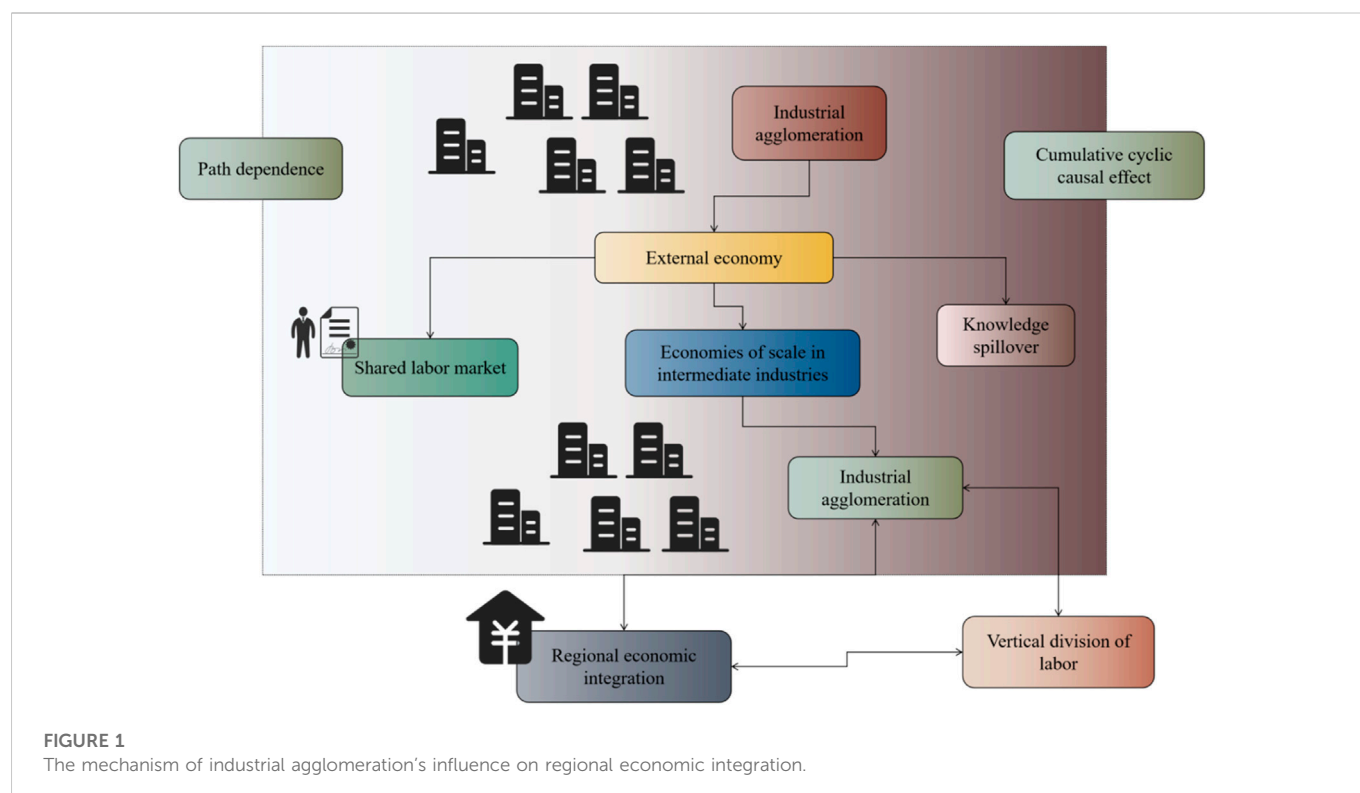 Industrial
agglomeration
Path dependence
Cumulative cyclic
causal effect
External economy
Shared labor market
Economies of scale in
intermediate industries
Knowledge
spillover
Industrial
agglomeration
¥
Regional economic
integration
Vertical division of
labor
FIGURE 1
The mechanism of industrial agglomeration’s influence on regional economic integration.